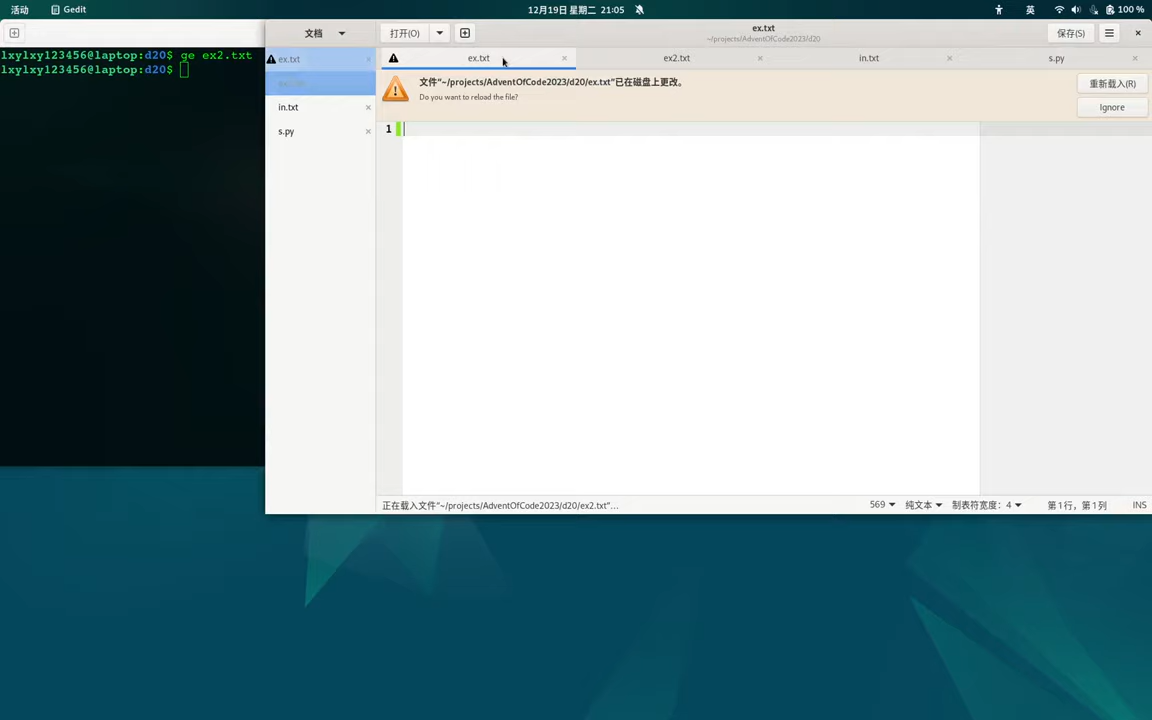 活动 Gedit 12月19日 星期二 21:05 英 100 %
lxylxy123456@laptop:d20$ ge ex2.txt
lxylxy123456@laptop:d20$
文档
打开(O)
ex.txt
~/projects/AdventOfCode2023/d20
保存(S)
ex.txt
in.txt
s.py
ex.txt ex2.txt in.txt s.py
文件“~/projects/AdventOfCode2023/d20/ex.txt”已在磁盘上更改。
Do you want to reload the file?
重新载入(R)
Ignore
1
正在载入文件“~/projects/AdventOfCode2023/d20/ex2.txt”… 569 纯文本 制表符宽度：4 第1行，第1列 INS